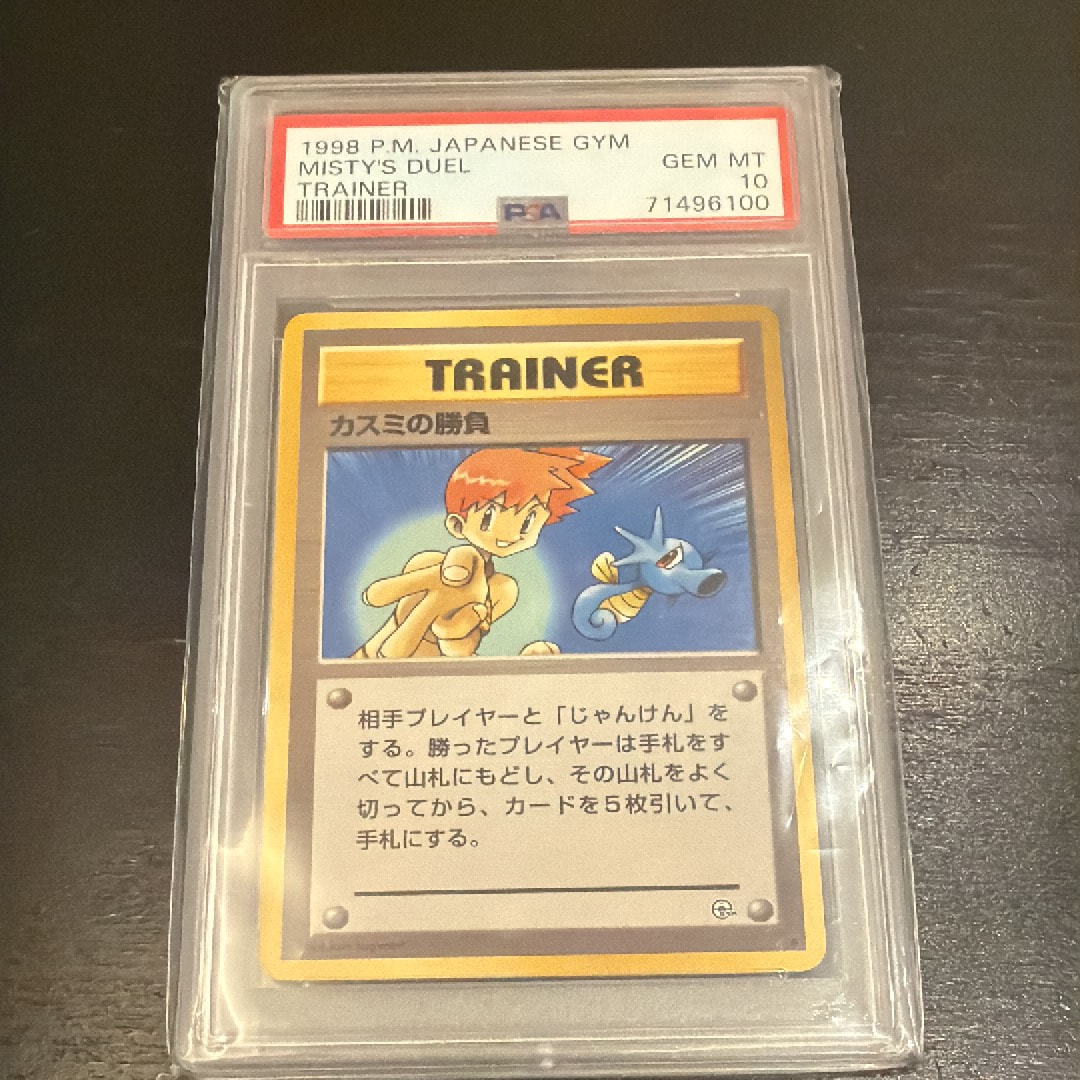 1998 P.M. JAPANESE GYM
MISTY'S DUEL
TRAINER
GEM MT
10
71496100
PSA
TRAINER
カスミの勝負
相手プレイヤーと「じゃんけん」を
する。勝ったプレイヤーは手札をす
べて山札にもどし、その山札をよく
切ってから、カードを5枚引いて、
手札にする。